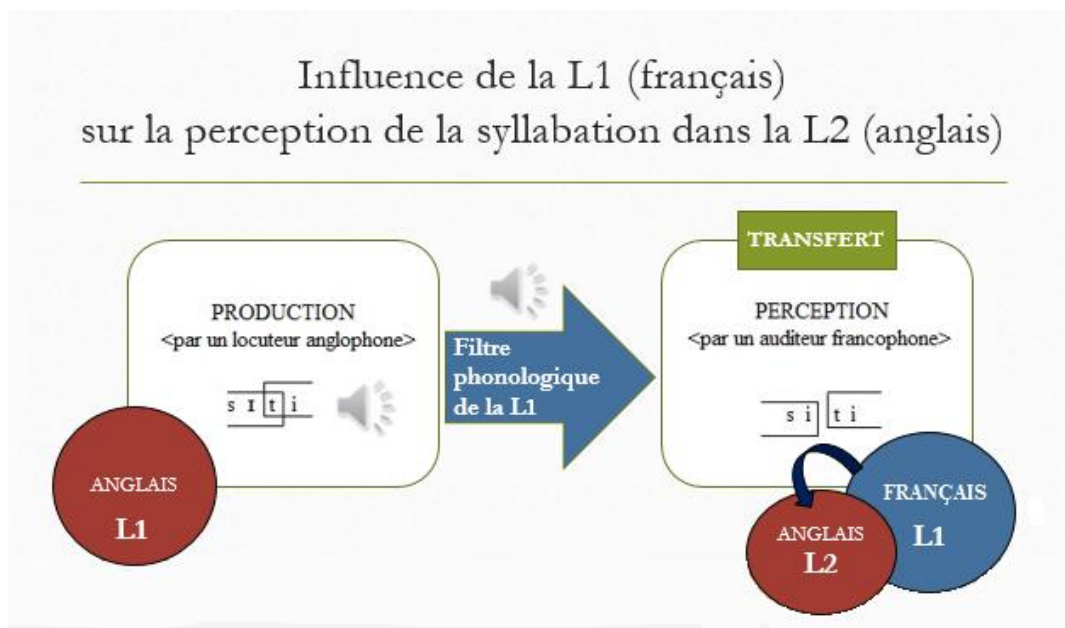 Influence de la L1 (français)
sur la perception de la syllabation dans la L2 (anglais)
PRODUCTION
<par un locuteur anglophone>
s ɪ t i
ANGLAIS
L1
Filtre
phonologique
de la L1
TRANSFERT
PERCEPTION
<par un auditeur francophone>
s i t i
FRANÇAIS
L1
ANGLAIS
L2